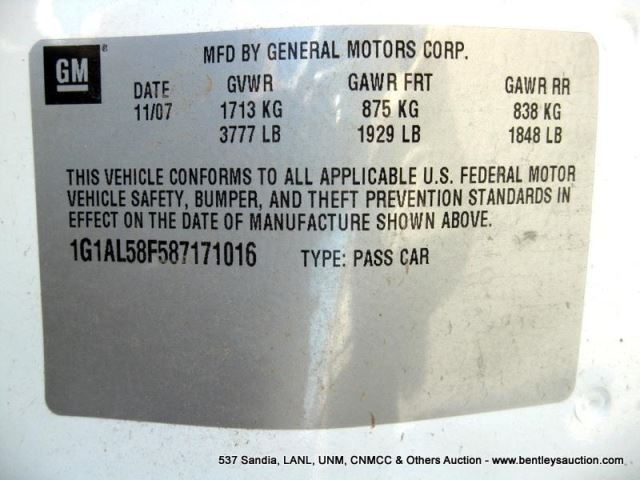 GM ®
MFD BY GENERAL MOTORS CORP.
DATE GVWR GAWR FRT GAWR RR
11/07 1713 KG 875 KG 838 KG
3777 LB 1929 LB 1848 LB
THIS VEHICLE CONFORMS TO ALL APPLICABLE U.S. FEDERAL MOTOR
VEHICLE SAFETY, BUMPER, AND THEFT PREVENTION STANDARDS IN
EFFECT ON THE DATE OF MANUFACTURE SHOWN ABOVE.
1G1AL58F587171016 TYPE: PASS CAR
537 Sandia, LANL, UNM, CNMCC & Others Auction - www.bentleysauction.com